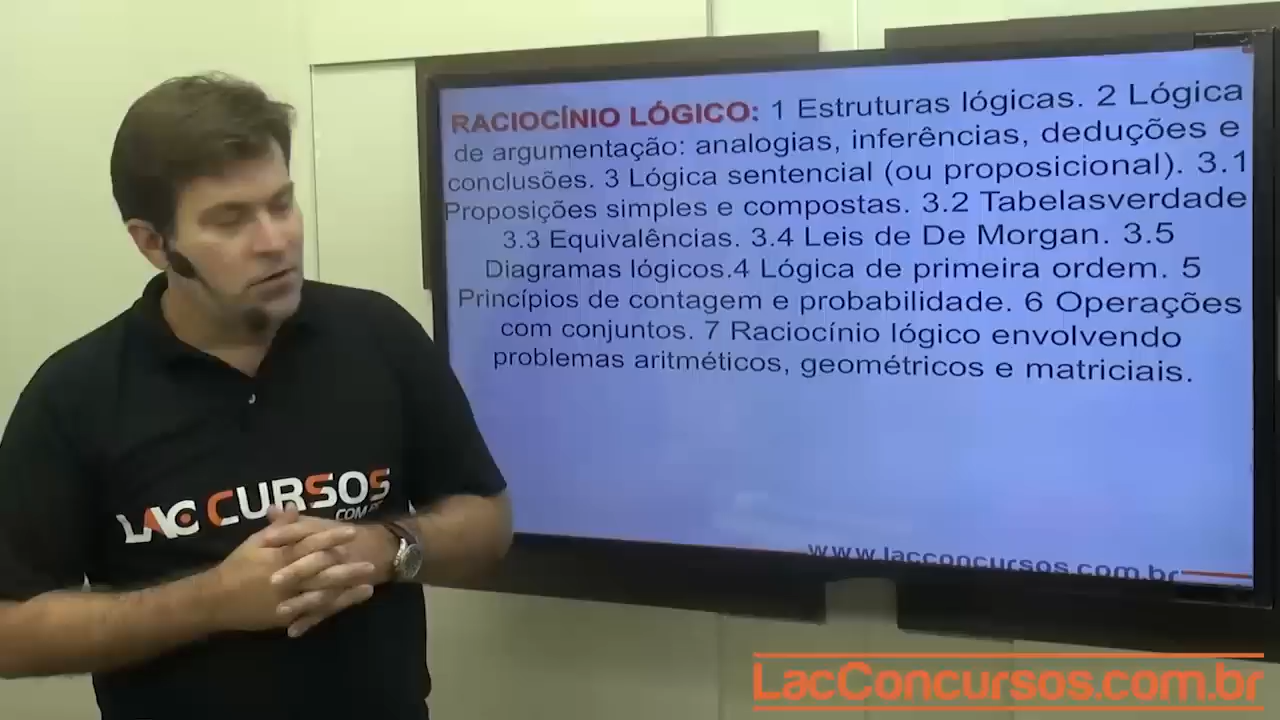 RACIOCÍNIO LÓGICO: 1 Estruturas lógicas. 2 Lógica
de argumentação: analogias, inferências, deduções e
conclusões. 3 Lógica sentencial (ou proposicional). 3.1
Proposições simples e compostas. 3.2 Tabelasverdade
3.3 Equivalências. 3.4 Leis de De Morgan. 3.5
Diagramas lógicos.4 Lógica de primeira ordem. 5
Princípios de contagem e probabilidade. 6 Operações
com conjuntos. 7 Raciocínio lógico envolvendo
problemas aritméticos, geométricos e matriciais.
www.lacconcursos.com.br
LAC CURSOS
LacConcursos.com.br